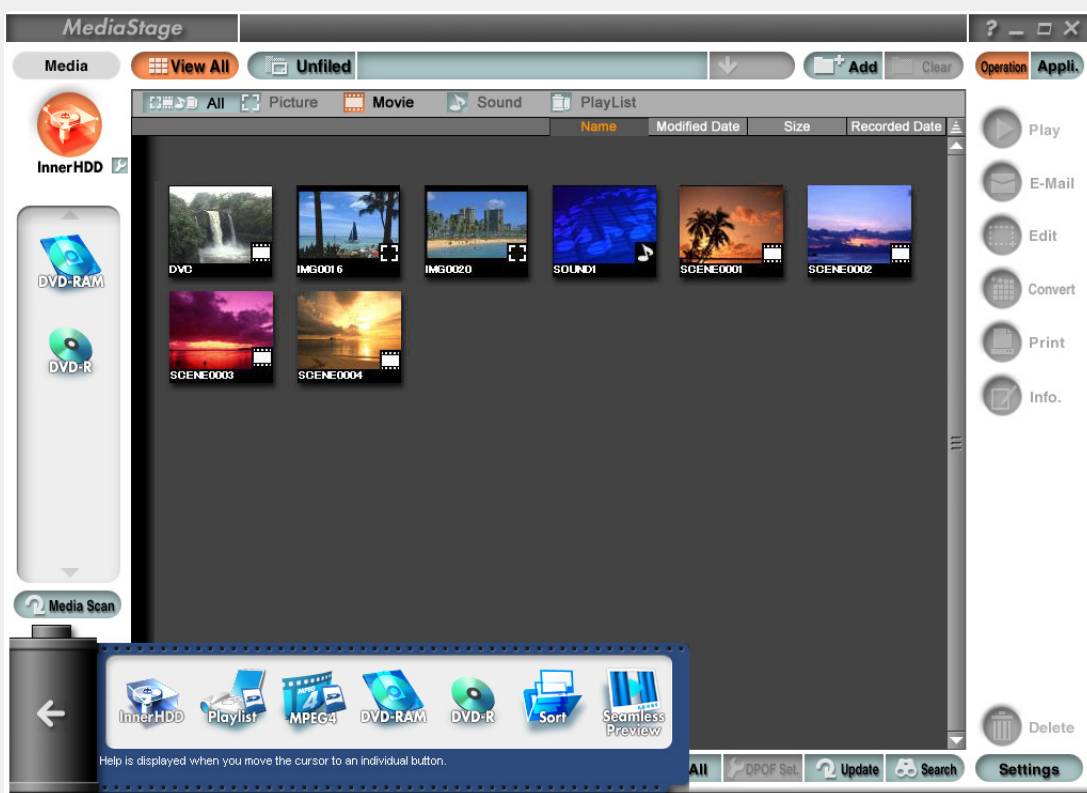 MediaStage
? _ □ X
Media
View All
Unfiled
Add
Clear
Operation
Appli.
All
Picture
Movie
Sound
PlayList
Name
Modified Date
Size
Recorded Date
InnerHDD
DVD-RAM
DVD-R
Media Scan
DVC
IMG0016
IMG0020
SOUND1
SCENE0001
SCENE0002
SCENE0003
SCENE0004
Play
E-Mail
Edit
Convert
Print
Info.
Delete
InnerHDD
Playlist
MPEG
4
MPEG4
DVD-RAM
DVD-R
Sort
Seamless
Preview
Help is displayed when you move the cursor to an individual button.
All
DPOF Set.
Update
Search
Settings